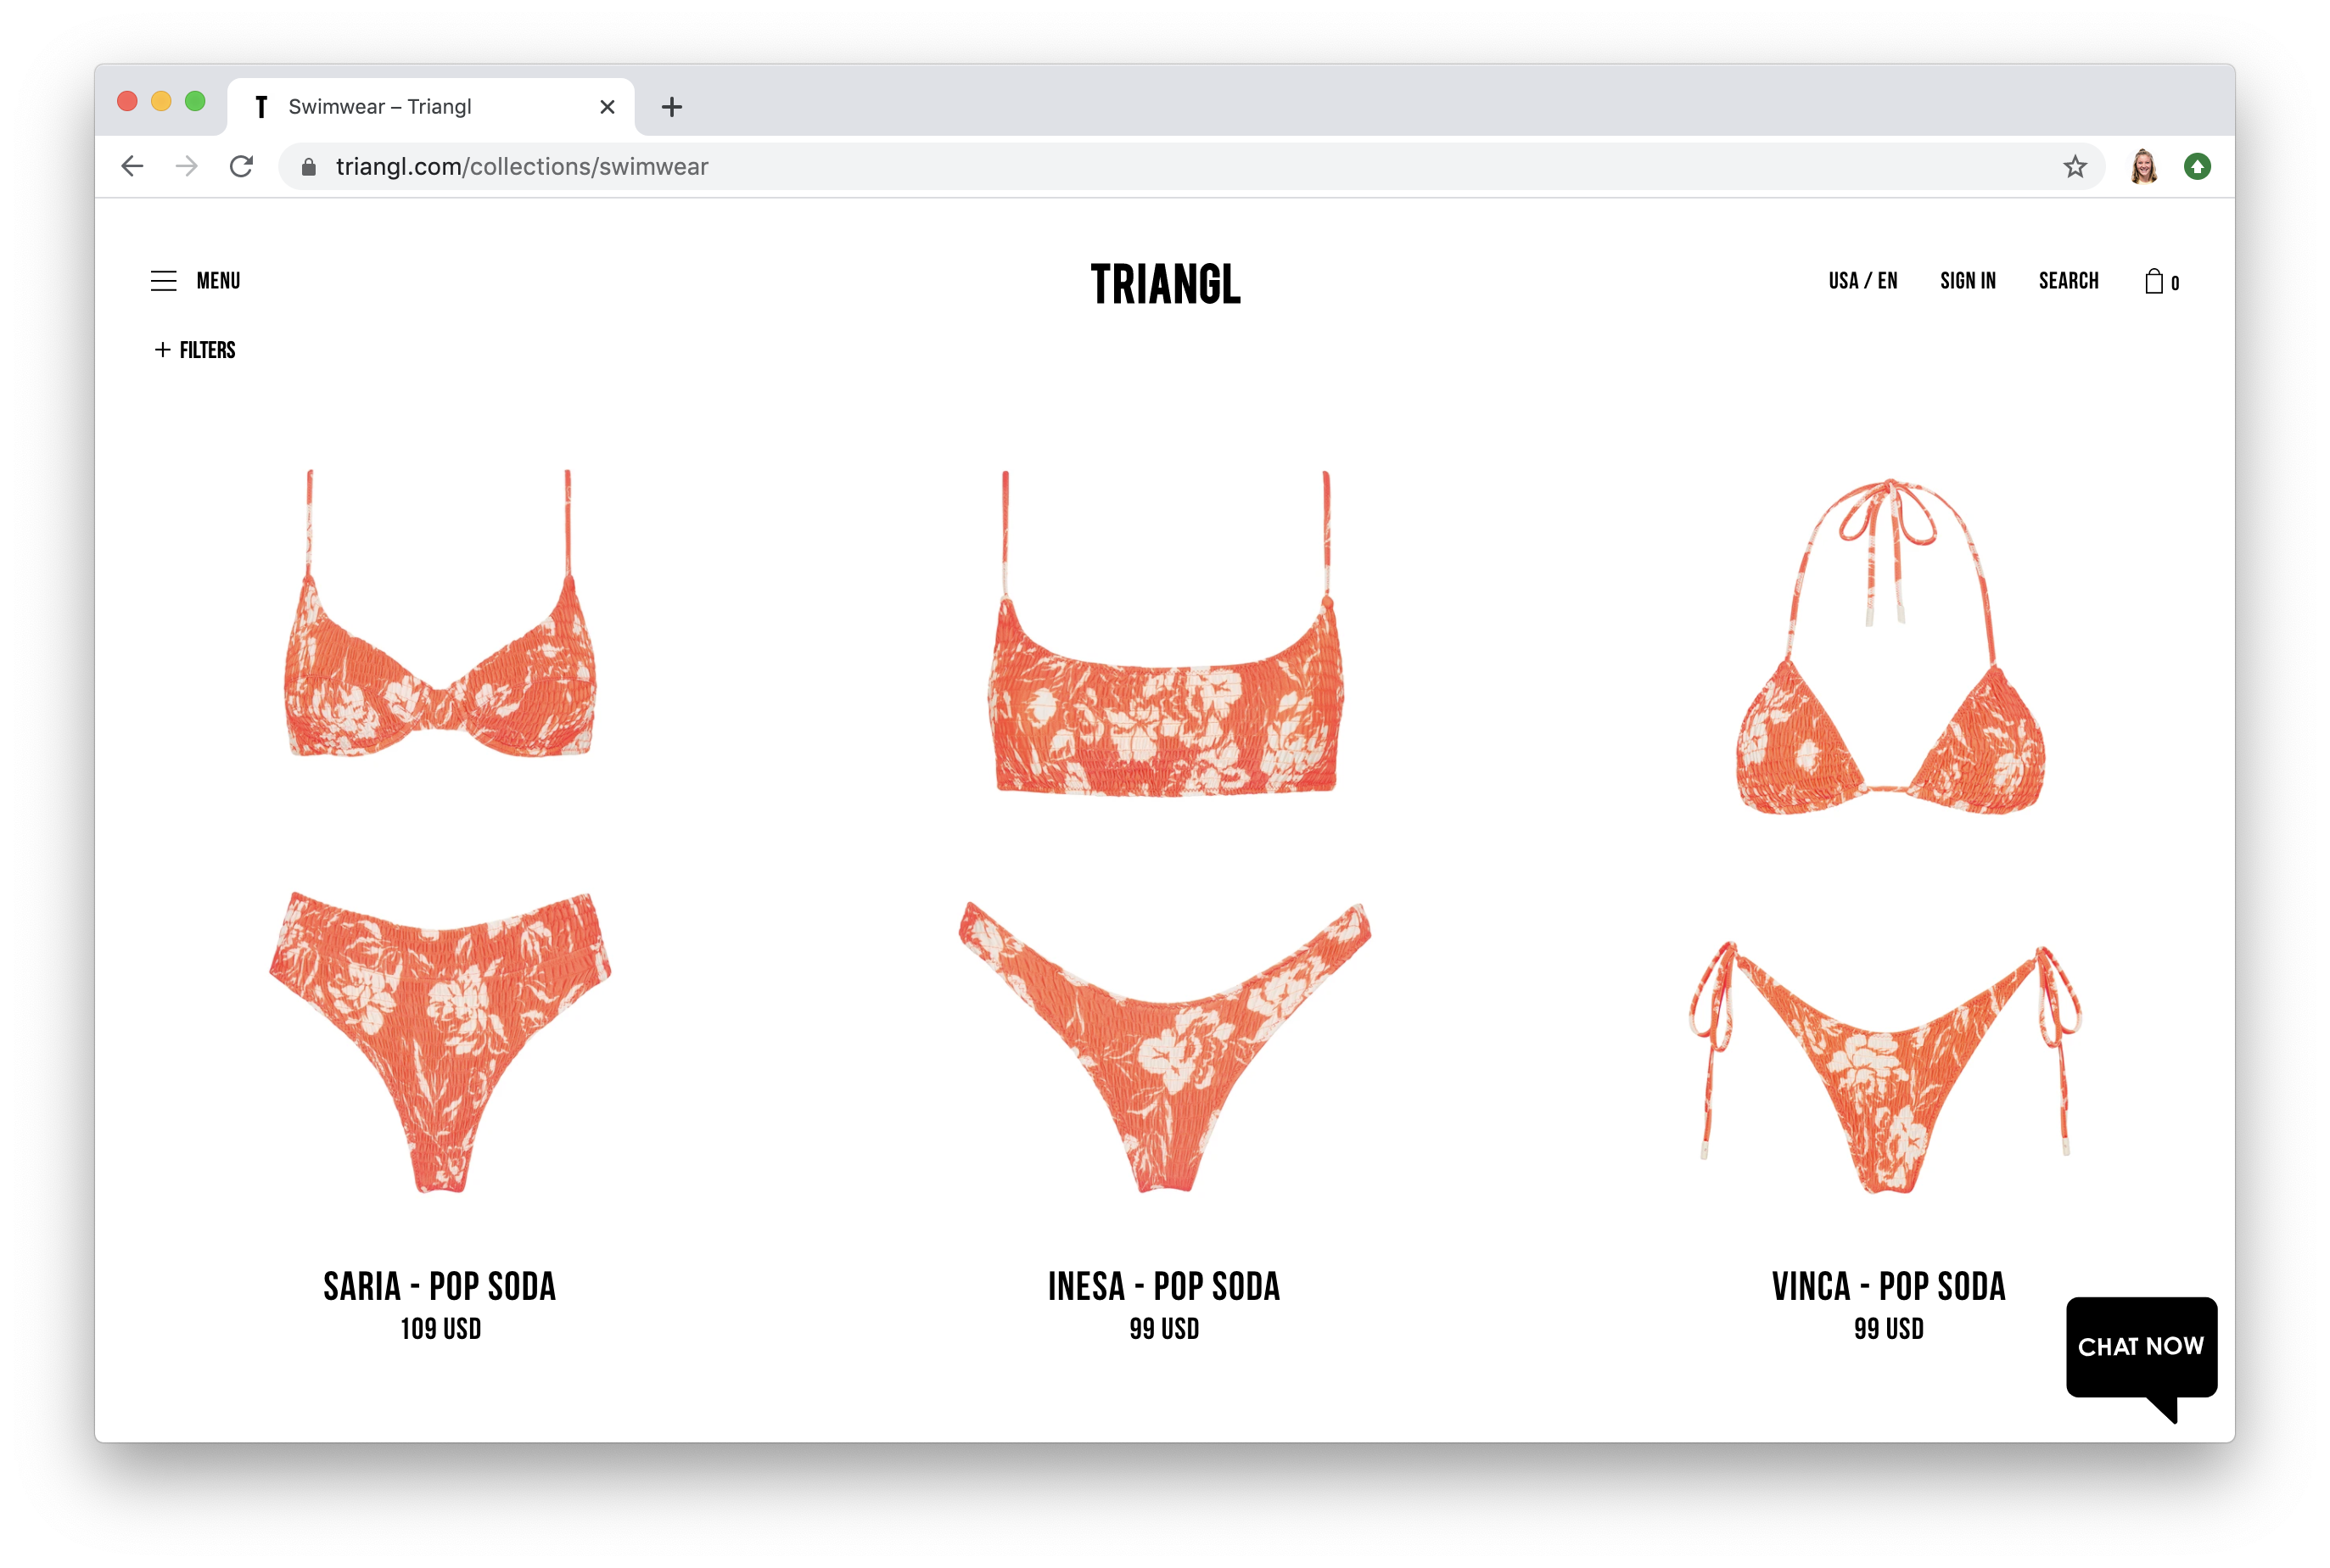 T Swimwear – Triangl
triangl.com/collections/swimwear
MENU
TRIANGL
USA / EN SIGN IN SEARCH 0
+ FILTERS
SARIA - POP SODA
109 USD
INESA - POP SODA
99 USD
VINCA - POP SODA
99 USD
CHAT NOW